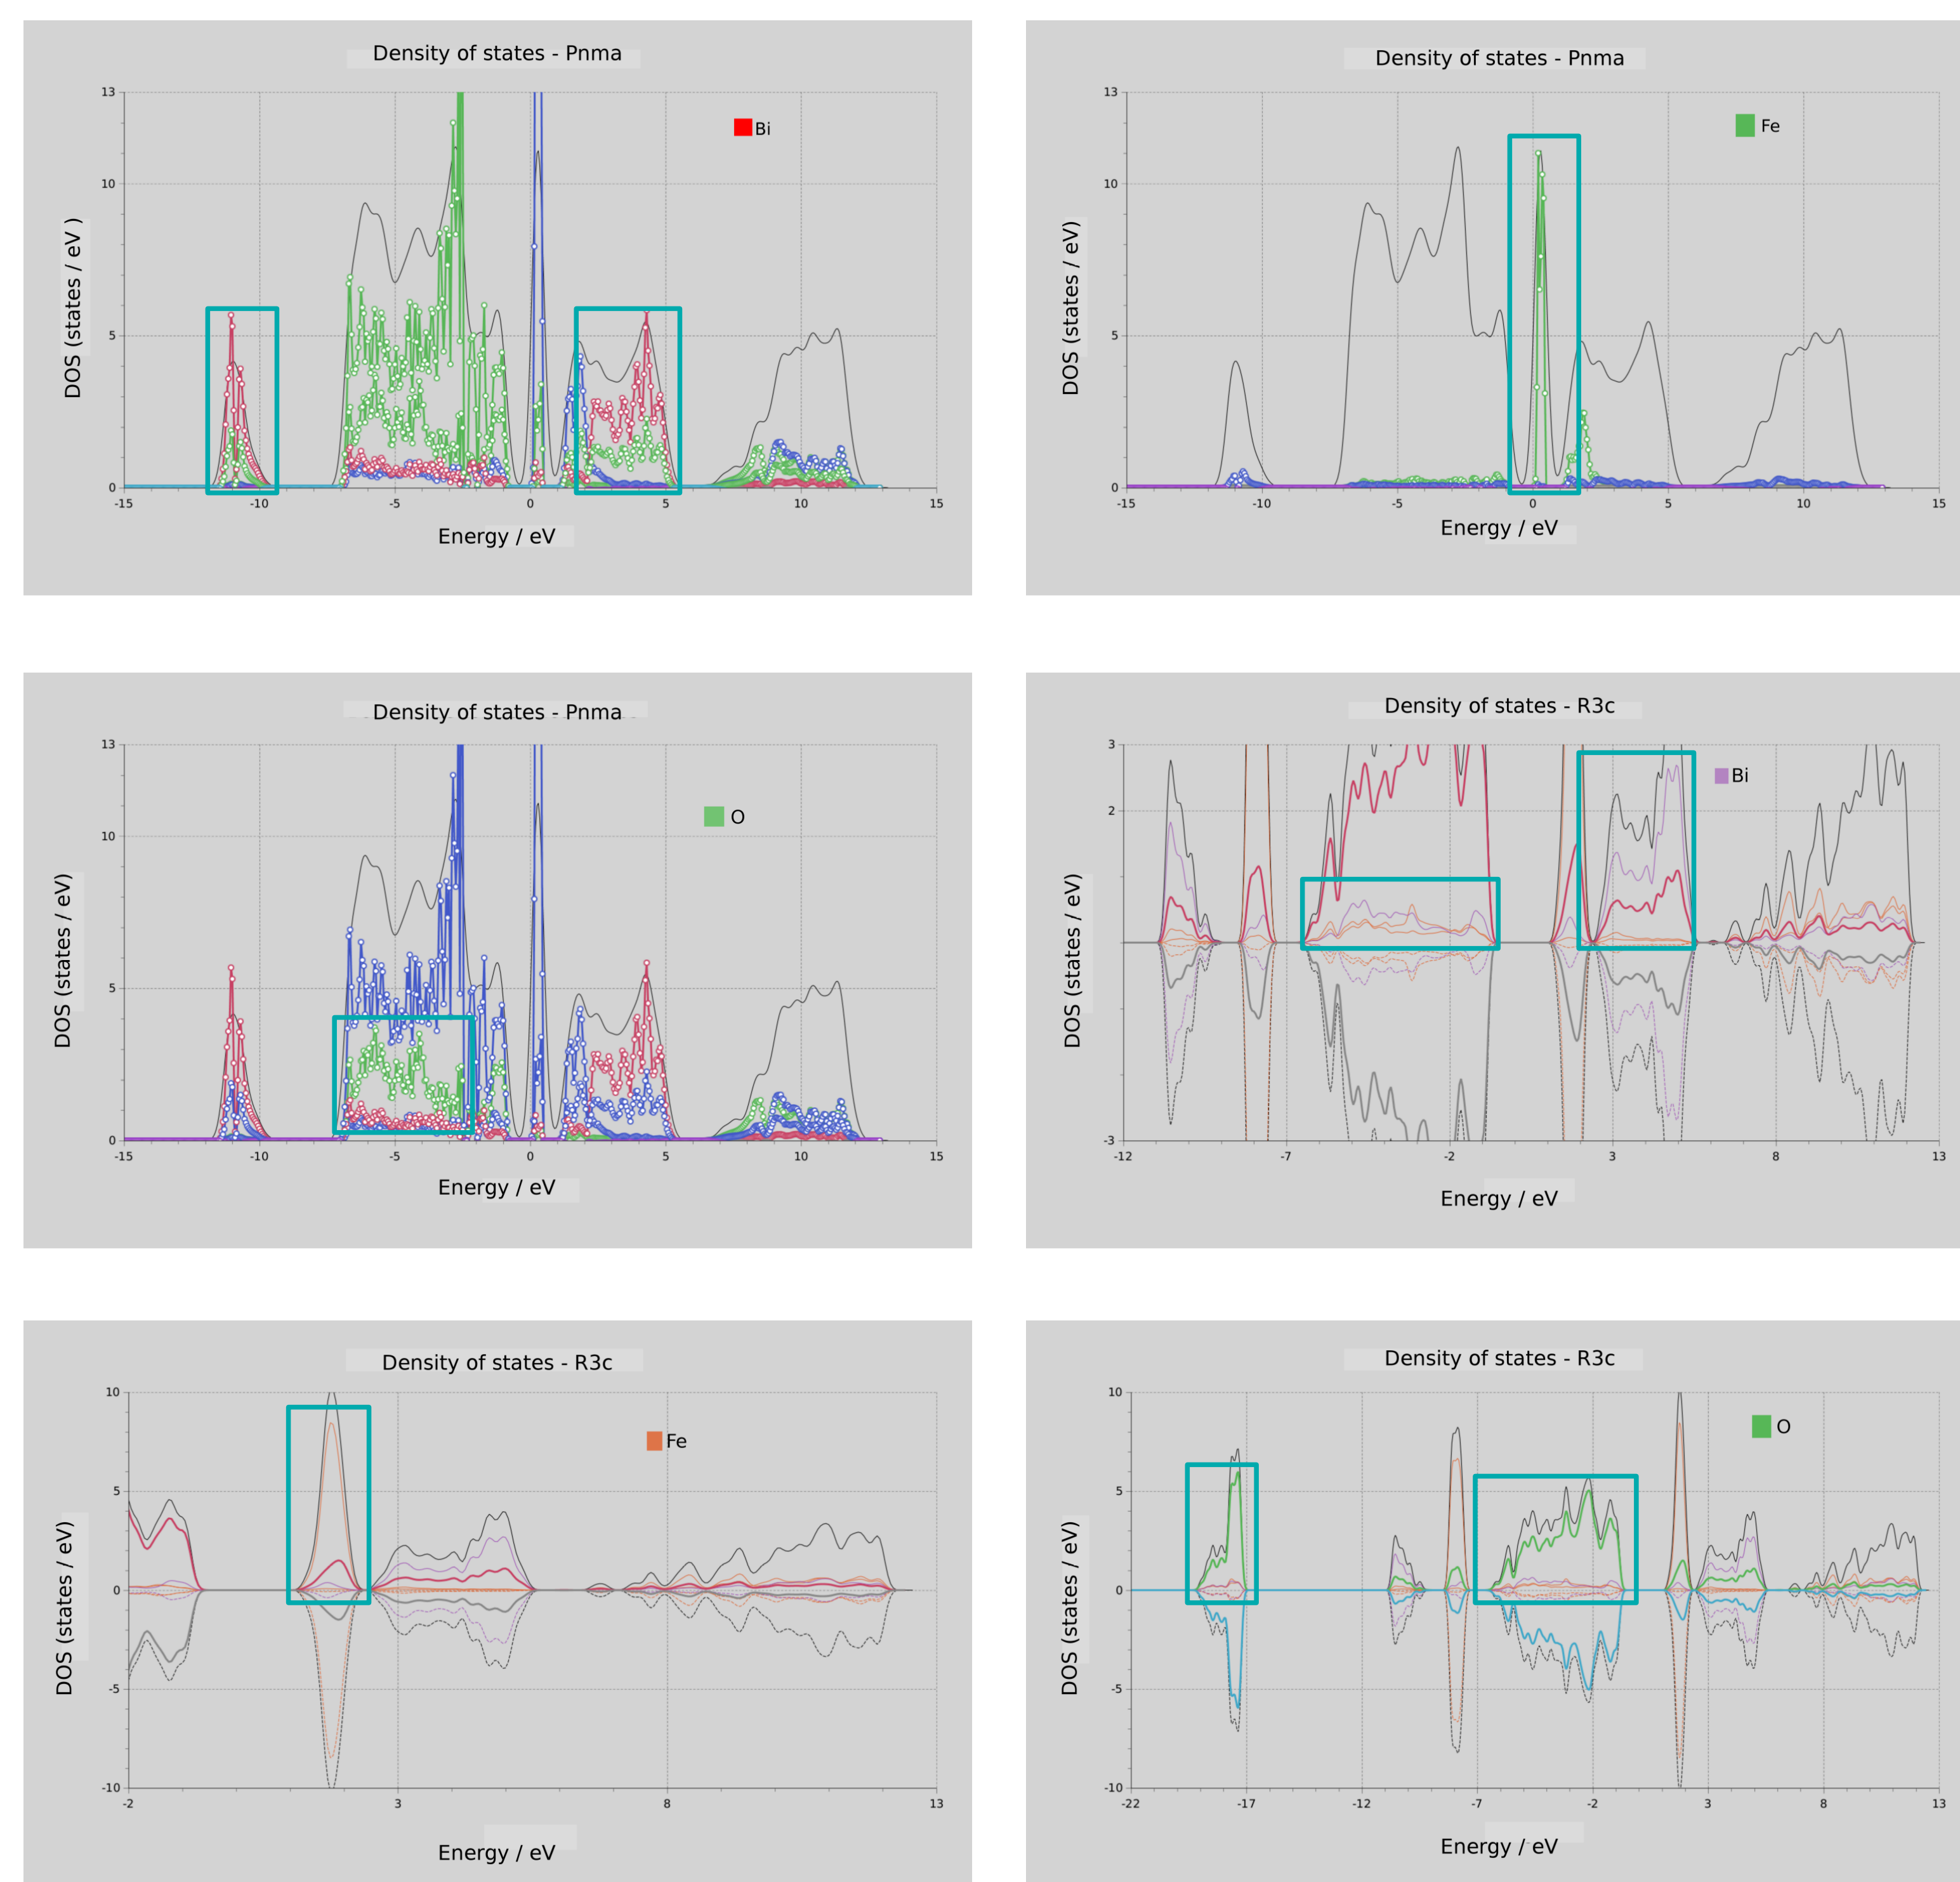 Density of states - Pnma
13
Bi
10
5
0
DOS (states / eV )
-15 -10 -5 0 5 10 15
Energy / eV
Density of states - Pnma
13
Fe
10
5
0
DOS (states / eV)
-15 -10 -5 0 5 10 15
Energy / eV
Density of states - Pnma
13
O
10
5
0
DOS (states / eV)
-15 -10 -5 0 5 10 15
Energy / eV
Density of states - R3c
3
Bi
2
-3
DOS (states / eV)
-12 -7 -2 3 8 13
Energy / eV
Density of states - R3c
10
Fe
5
0
-5
-10
DOS (states / eV)
-2 3 8 13
Energy / eV
Density of states - R3c
10
O
5
0
-5
-10
DOS (states / eV)
-22 -17 -12 -7 -2 3 8 13
Energy / eV